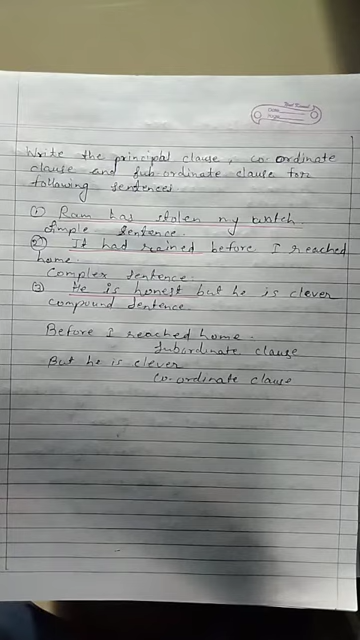 Write the principal clause, co-ordinate
clause and sub-ordinate clause for
following sentences
① Ram has stolen my watch.
simple sentence.
② It had rained before I reached
home.
Complex sentence.
③ He is honest but he is clever
compound sentence
Before I reached home.
Subordinate clause
But he is clever
co-ordinate clause